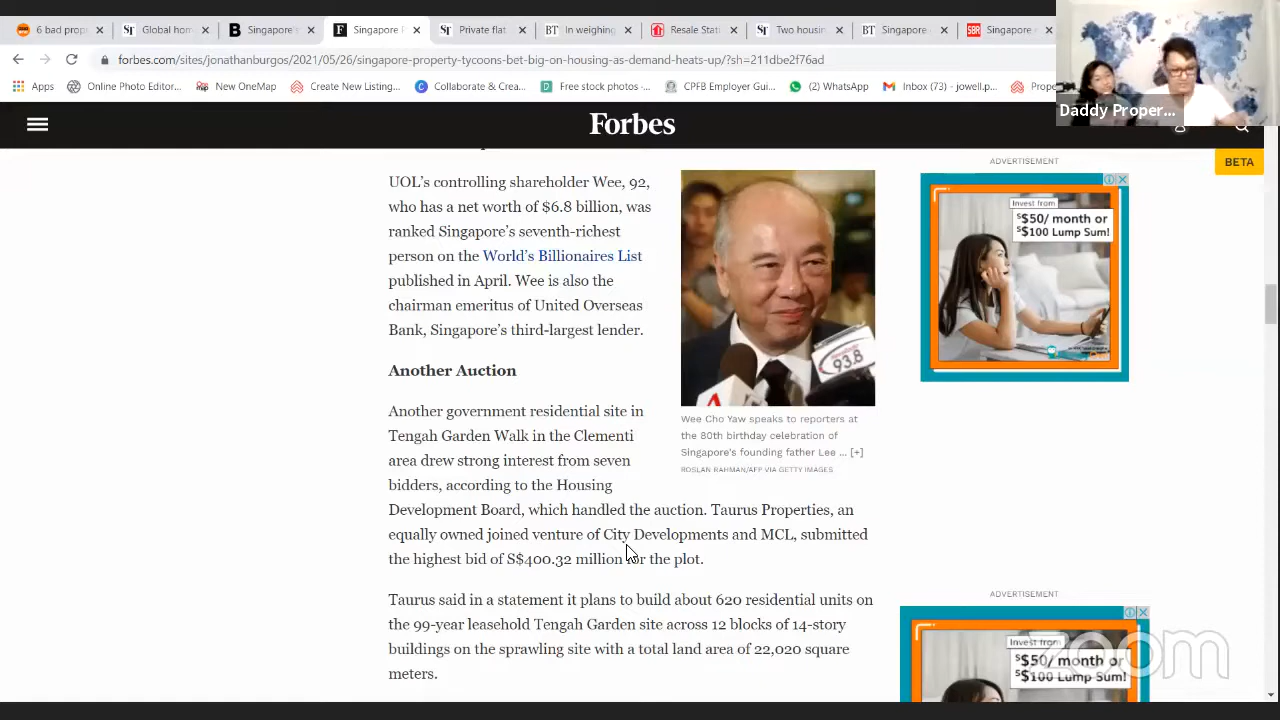 6 bad prop
Global hom
Singapore'
Singapore P
Private flat
In weighing
Resale Stat
Two housin
Singapore
Singapore
forbes.com/sites/jonathanburgos/2021/05/26/singapore-property-tycoons-bet-big-on-housing-as-demand-heats-up/?sh=211dbe2f76ad
Apps
Online Photo Editor...
New OneMap
Create New Listing...
Collaborate & Crea...
Free stock photos...
CPFB Employer Gui...
(2) WhatsApp
Inbox (73) - jowell.p...
Prope
Daddy Proper...
Forbes
BETA
UOL's controlling shareholder Wee, 92,
who has a net worth of $6.8 billion, was
ranked Singapore's seventh-richest
person on the World's Billionaires List
published in April. Wee is also the
chairman emeritus of United Overseas
Bank, Singapore's third-largest lender.
93.8
Wee Cho Yaw speaks to reporters at
the 80th birthday celebration of
Singapore's founding father Lee ... [+]
ROSLAN RAHMAN/AFP VIA GETTY IMAGES
Another Auction
Another government residential site in
Tengah Garden Walk in the Clementi
area drew strong interest from seven
bidders, according to the Housing
Development Board, which handled the auction. Taurus Properties, an
equally owned joined venture of City Developments and MCL, submitted
the highest bid of S$400.32 million for the plot.
Taurus said in a statement it plans to build about 620 residential units on
the 99-year leasehold Tengah Garden site across 12 blocks of 14-story
buildings on the sprawling site with a total land area of 22,020 square
meters.
ADVERTISEMENT
Invest from
S$50/ month or
S$100 Lump Sum!
ADVERTISEMENT
Invest from
S$50/ month or
S$100 Lump Sum!
zoom